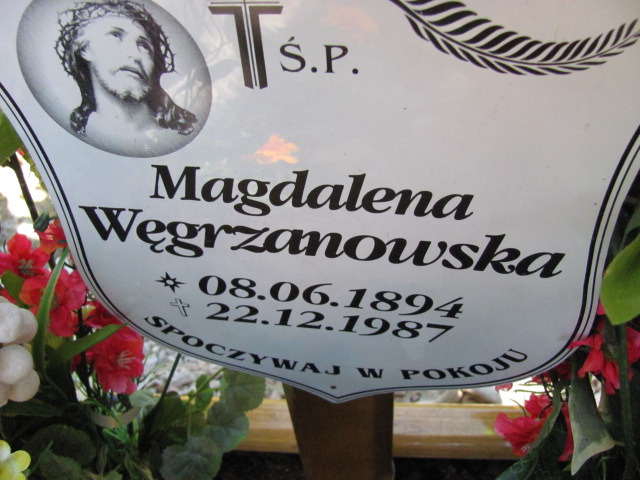 Ś.P.
Magdalena
Węgrzanowska
08.06.1894
22.12.1987
SPOCZYWAJ W POKOJU